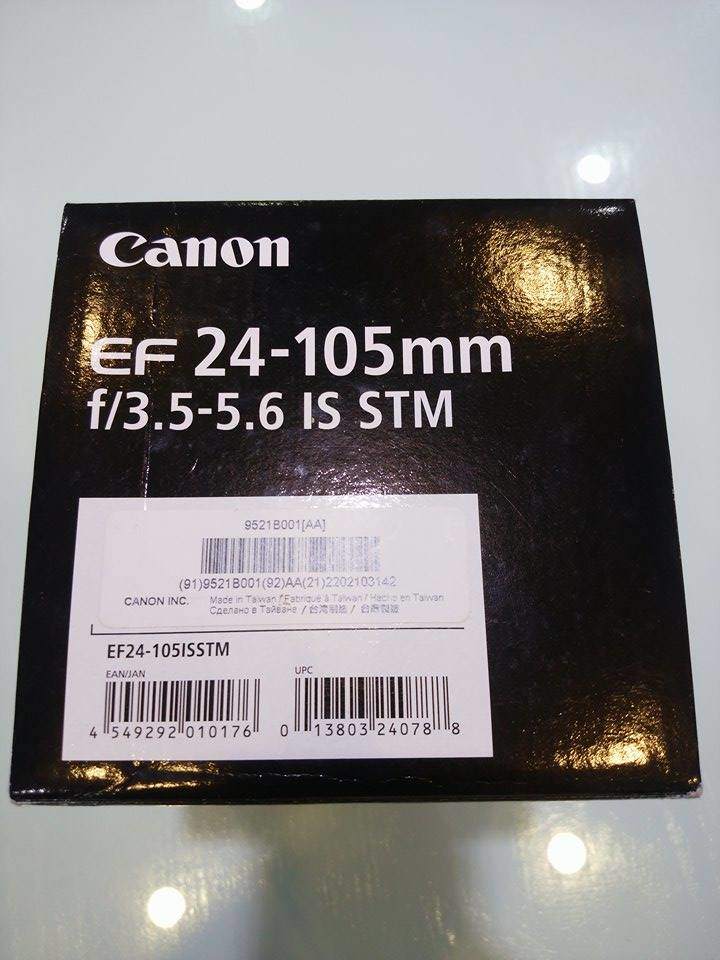 Canon
EF 24-105mm
f/3.5-5.6 IS STM
9521B001[AA]
(91)9521B001(92)AA(21)2202103142
CANON INC.
Made in Taiwan / Fabriqué à Taiwan / Hecho en Taiwan
Сделано в Тайване / 台湾制造 / 台灣製造
EF24-105ISSTM
EAN/JAN
4 549292 010176
UPC
0 13803 24078 8